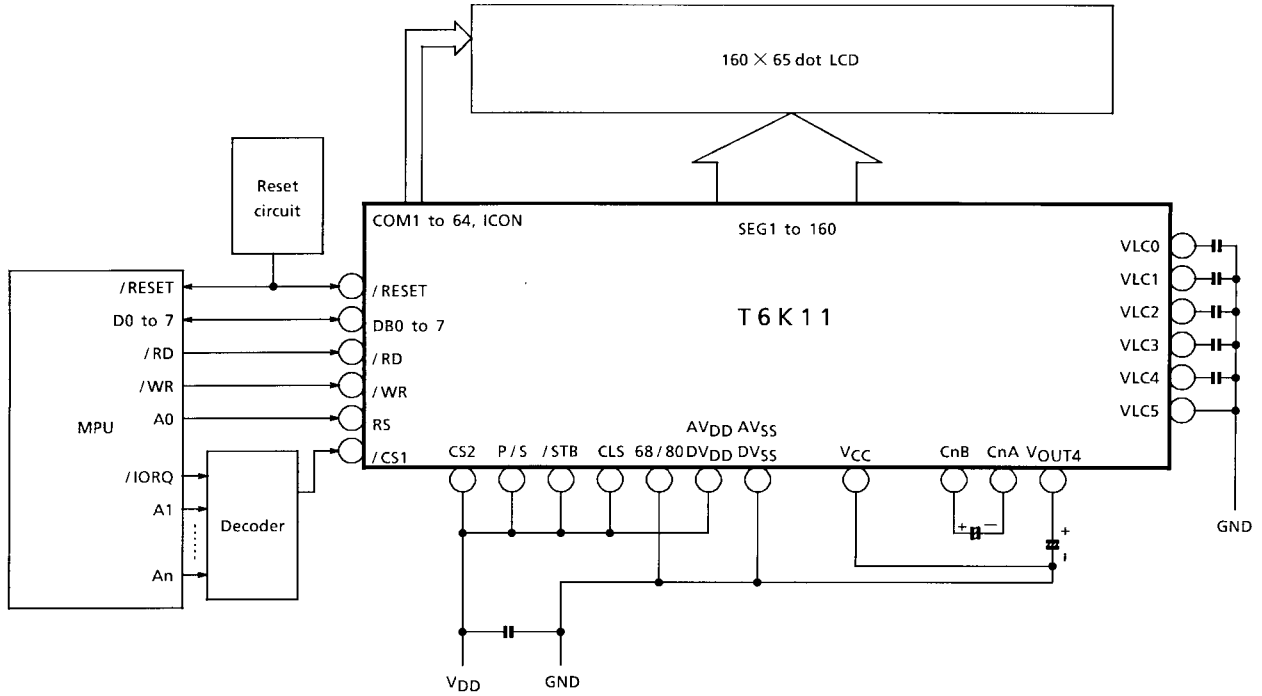 160 × 65 dot LCD
Reset
circuit
COM1 to 64, ICON
SEG1 to 160
T6K11
/RESET
D0 to 7
/RD
/WR
A0
MPU
/IORQ
A1
An
Decoder
/RESET
DB0 to 7
/RD
/WR
RS
/CS1
CS2
P/S
/STB
CLS
68/80
AVDD
DVDD
AVSS
DVSS
VCC
CnB
CnA
VOUT4
VLC0
VLC1
VLC2
VLC3
VLC4
VLC5
+
−
+
GND
VDD
GND